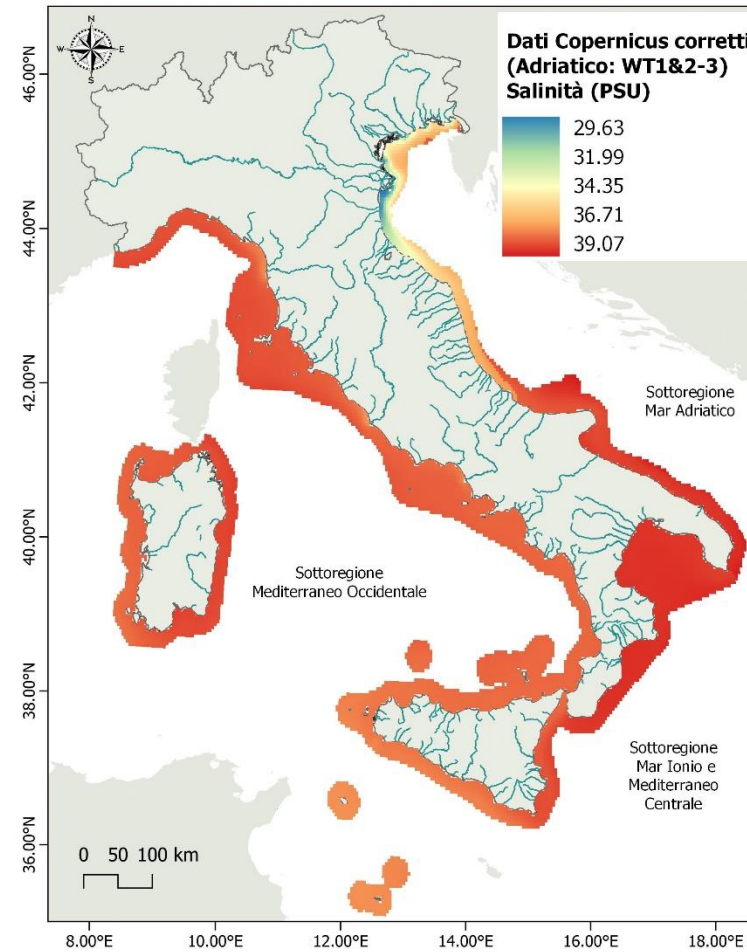 N
W E
S
Dati Copernicus corretti
(Adriatico: WT1&2-3)
Salinità (PSU)
29.63
31.99
34.35
36.71
39.07
46.00°N
44.00°N
42.00°N
40.00°N
38.00°N
36.00°N
Sottoregione
Mar Adriatico
Sottoregione
Mediterraneo Occidentale
Sottoregione
Mar Ionio e
Mediterraneo
Centrale
0 50 100 km
8.00°E 10.00°E 12.00°E 14.00°E 16.00°E 18.00°E